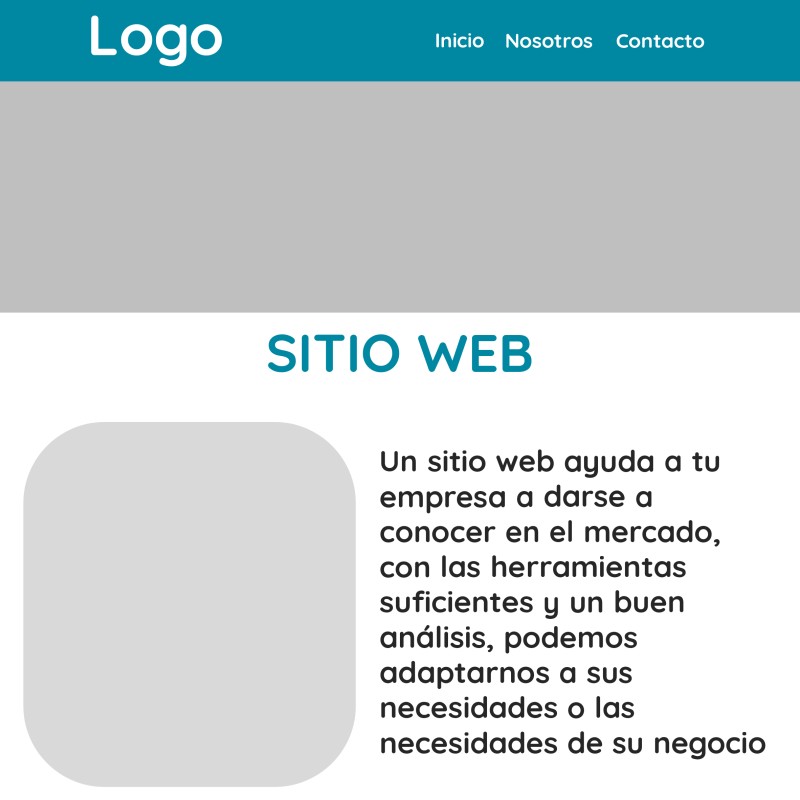 Logo
Inicio Nosotros Contacto
SITIO WEB
Un sitio web ayuda a tu
empresa a darse a
conocer en el mercado,
con las herramientas
suficientes y un buen
análisis, podemos
adaptarnos a sus
necesidades o las
necesidades de su negocio